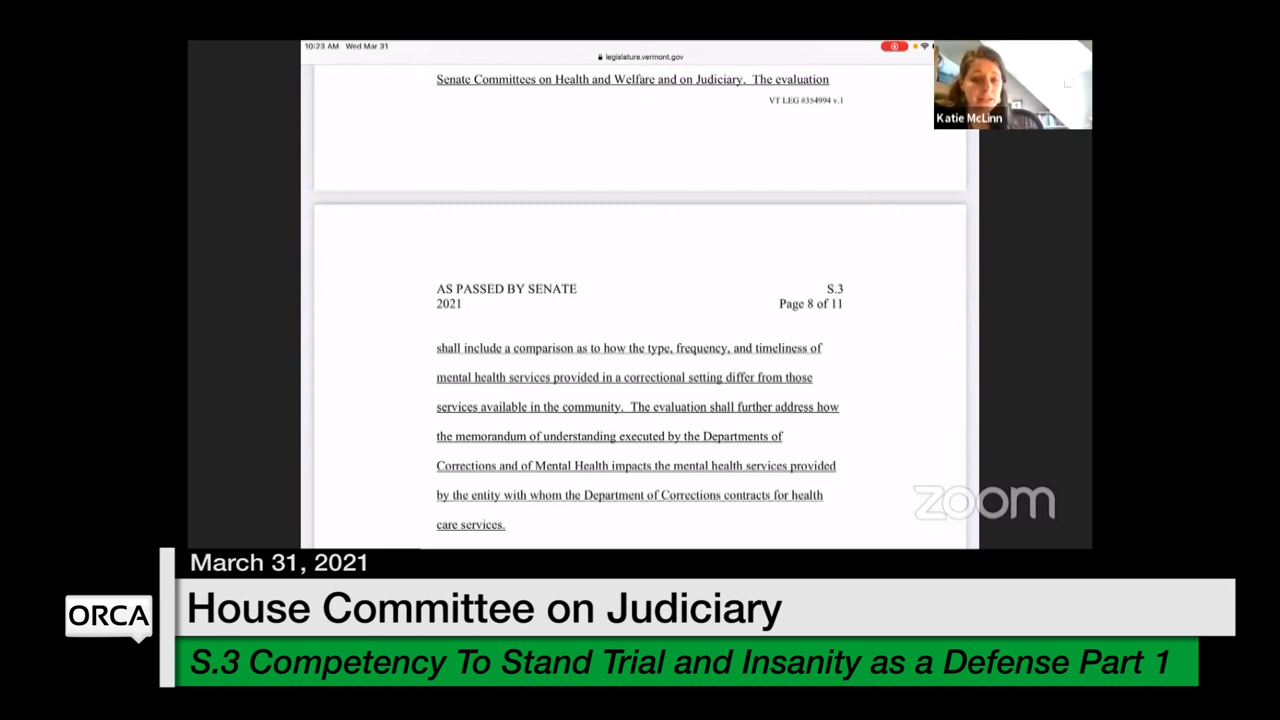 10:23 AM Wed Mar 31
legislature.vermont.gov
Senate Committees on Health and Welfare and on Judiciary. The evaluation
VT LEG #354994 v.1
Katie McLinn
AS PASSED BY SENATE S.3
2021 Page 8 of 11
shall include a comparison as to how the type, frequency, and timeliness of
mental health services provided in a correctional setting differ from those
services available in the community. The evaluation shall further address how
the memorandum of understanding executed by the Departments of
Corrections and of Mental Health impacts the mental health services provided
by the entity with whom the Department of Corrections contracts for health
care services.
zoom
March 31, 2021
ORCA
House Committee on Judiciary
S.3 Competency To Stand Trial and Insanity as a Defense Part 1